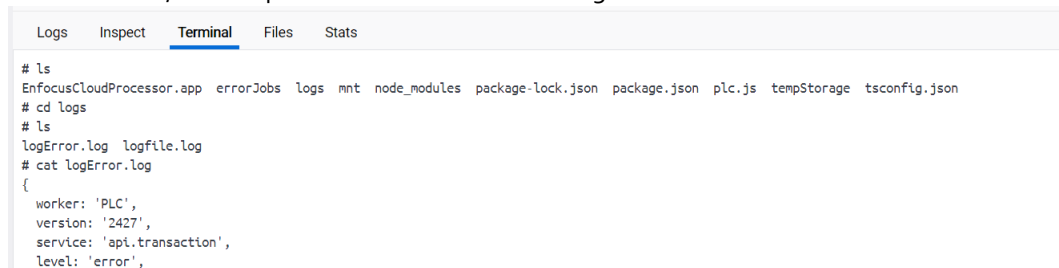 Logs Inspect Terminal Files Stats
# ls
EnfocusCloudProcessor.app errorJobs logs mnt node_modules package-lock.json package.json plc.js tempStorage tsconfig.json
# cd logs
# ls
logError.log logfile.log
# cat logError.log
{
worker: 'PLC',
version: '2427',
service: 'api.transaction',
level: 'error',